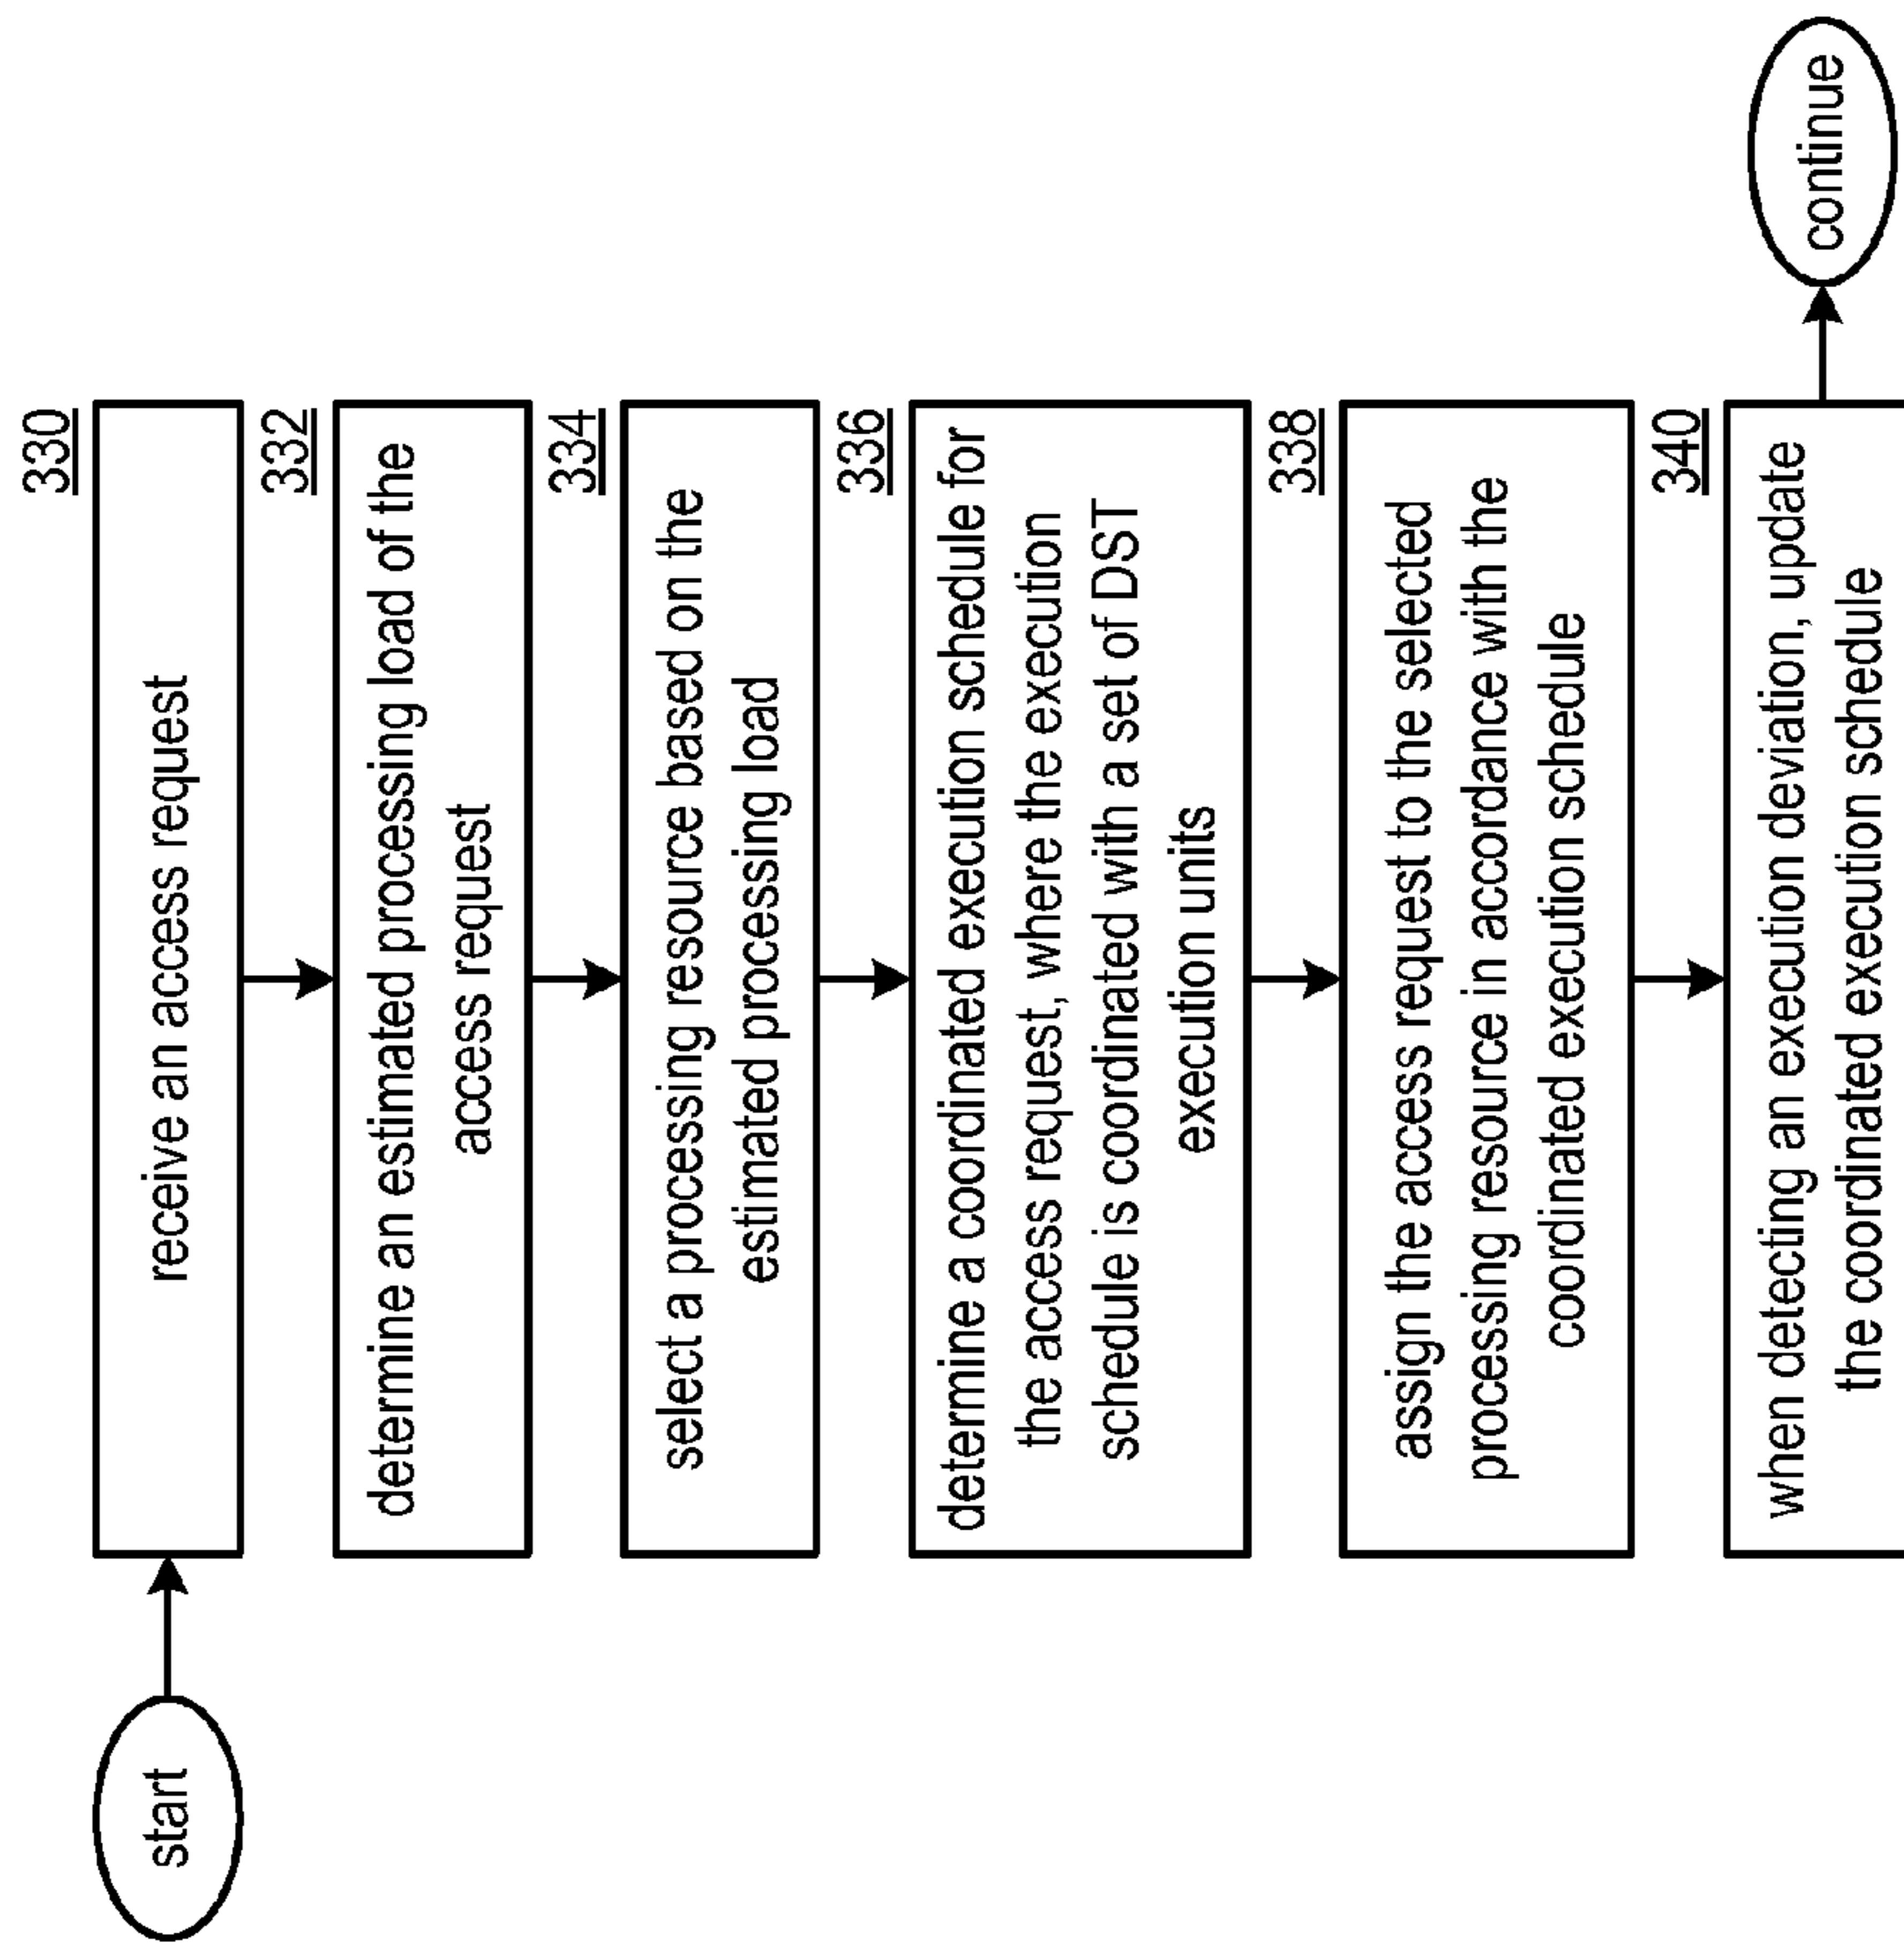 start
330
receive an access request
332
determine an estimated processing load of the
access request
334
select a processing resource based on the
estimated processing load
336
determine a coordinated execution schedule for
the access request, where the execution
schedule is coordinated with a set of DST
execution units
338
assign the access request to the selected
processing resource in accordance with the
coordinated execution schedule
340
when detecting an execution deviation, update
the coordinated execution schedule
continue